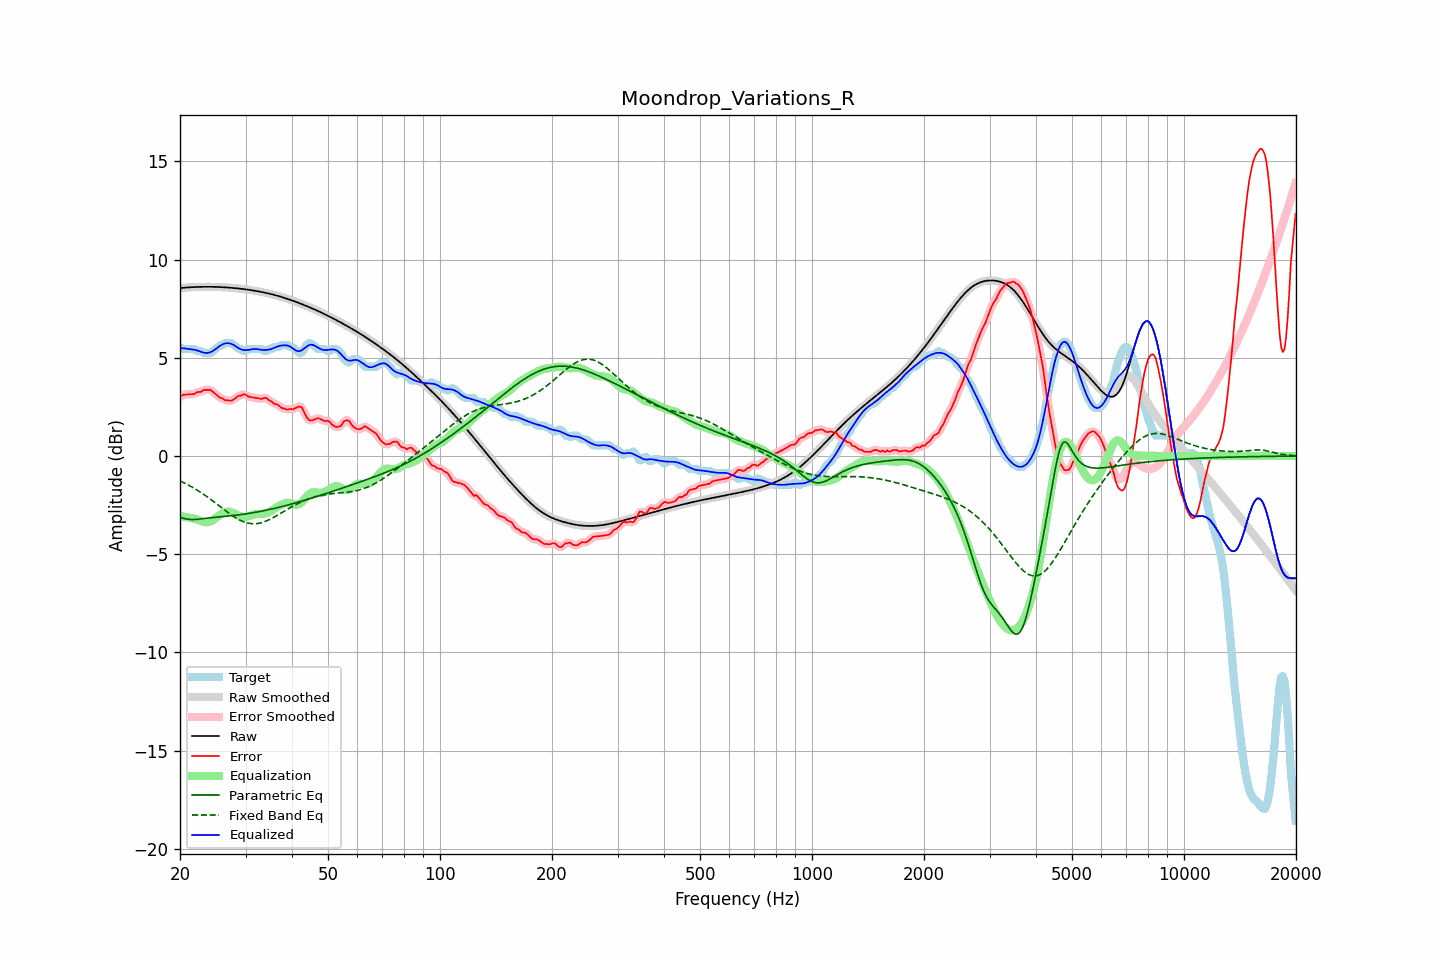 Moondrop_Variations_R
15
10
5
0
−5
−10
−15
−20
Amplitude (dBr)
Target
Raw Smoothed
Error Smoothed
Raw
Error
Equalization
Parametric Eq
Fixed Band Eq
Equalized
20 50 100 200 500 1000 2000 5000 10000 20000
Frequency (Hz)